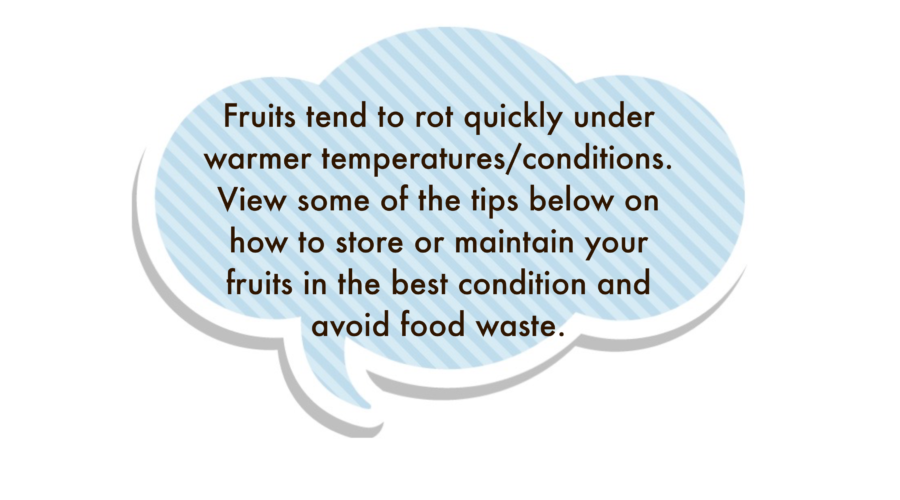 Fruits tend to rot quickly under
warmer temperatures/conditions.
View some of the tips below on
how to store or maintain your
fruits in the best condition and
avoid food waste.